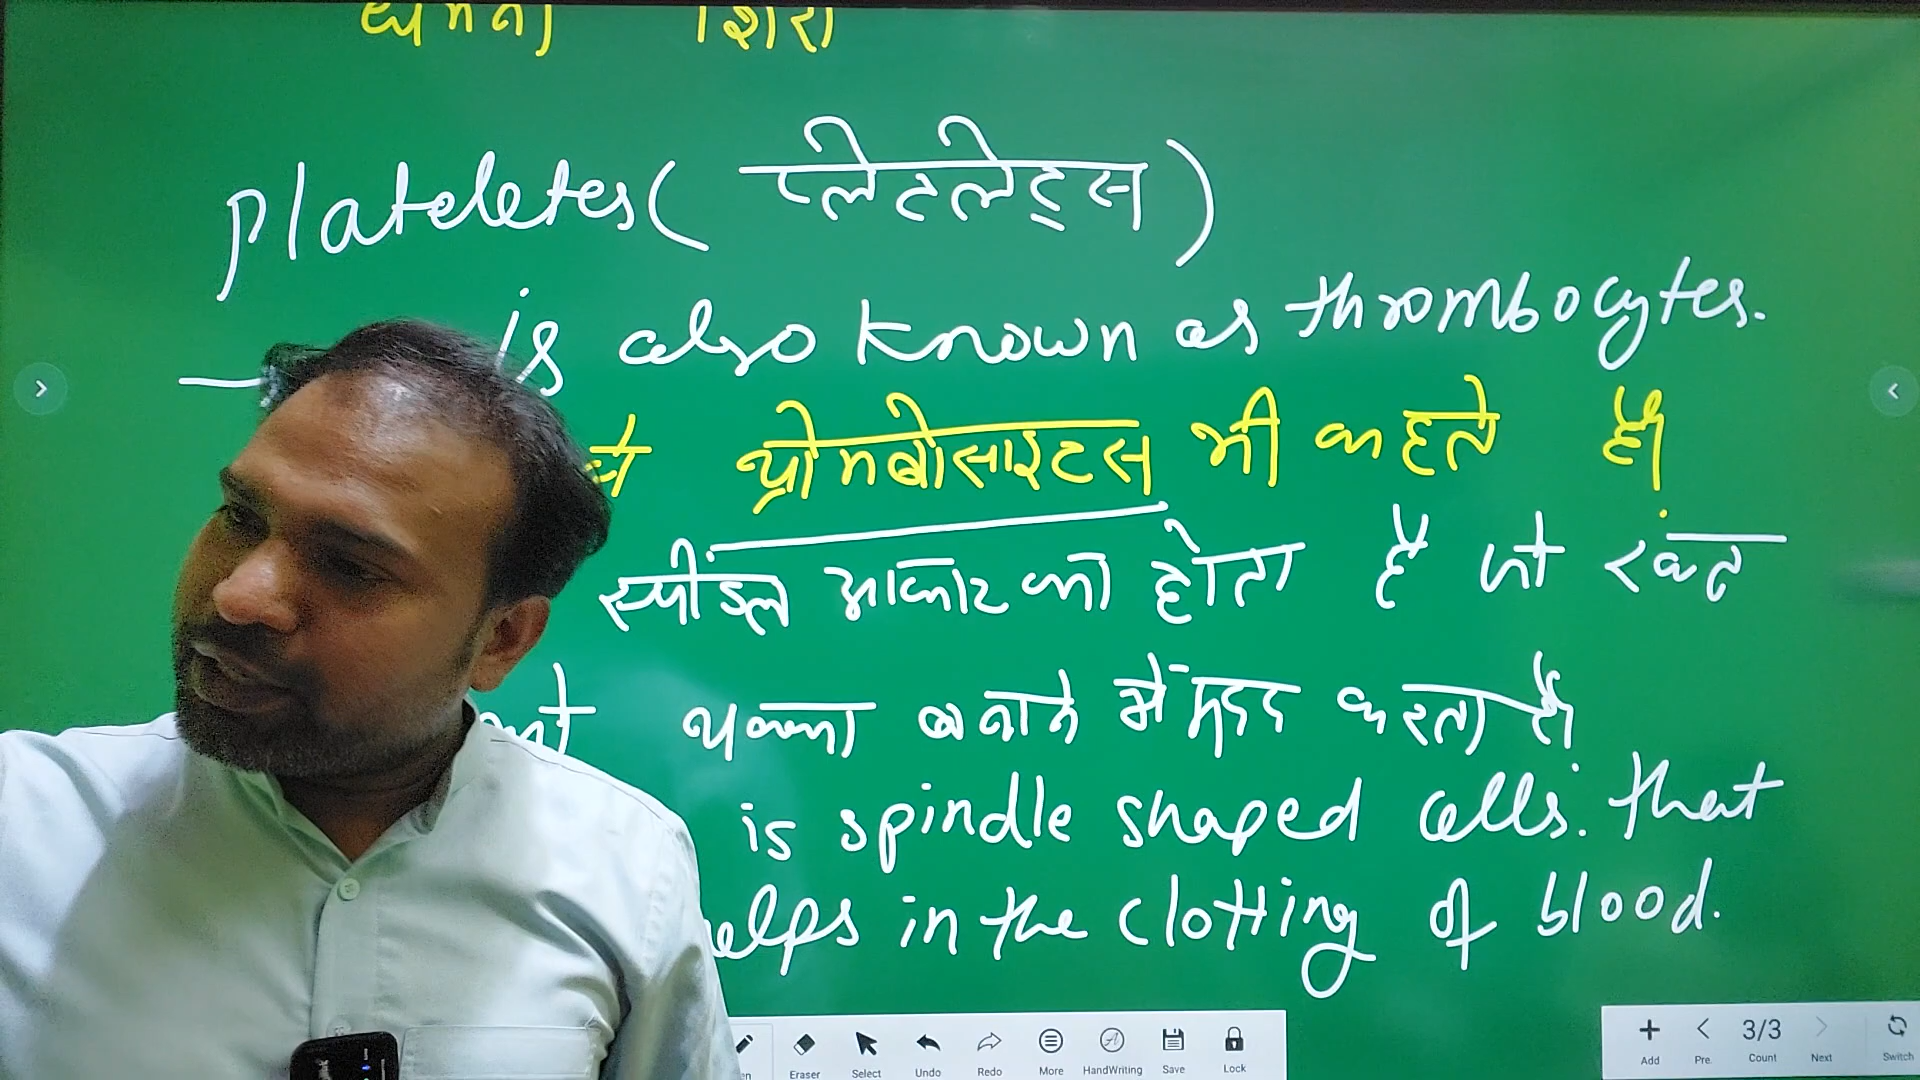 धमनी शिरा
Plateletes( प्लेटलेट्स )
is also known as thrombocytes.
थ्रोम्बोसाइटस भी कहते हैं।
स्पींडल आकार का होता है जो रक्त
थक्का बनाने में मदद करता है।
is spindle shaped cells. that
helps in the clotting of blood.
Eraser Select Undo Redo More HandWriting Save Lock
3/3
Add Pre. Count Next Switch